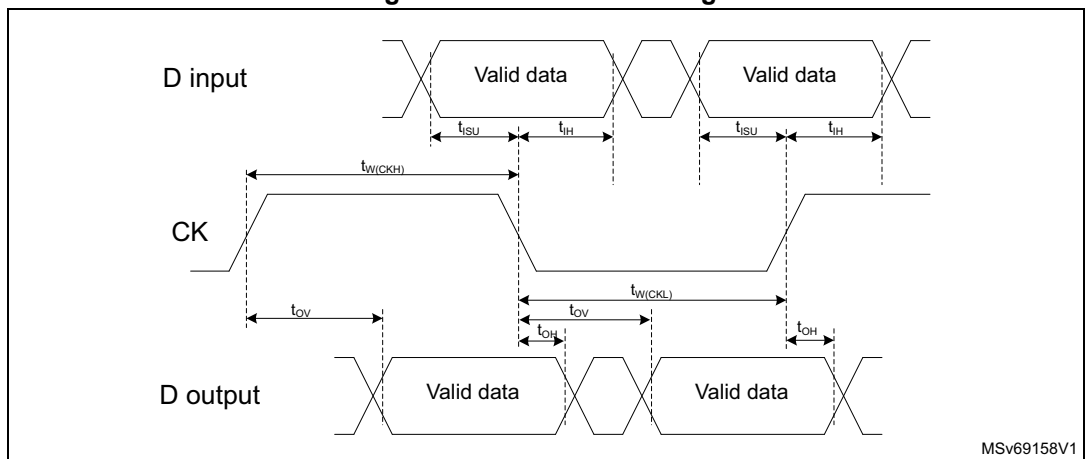 D input
Valid data
Valid data
tISU
tIH
tISU
tIH
tW(CKH)
CK
tW(CKL)
tOV
tOV
tOH
tOH
D output
Valid data
Valid data
MSv69158V1